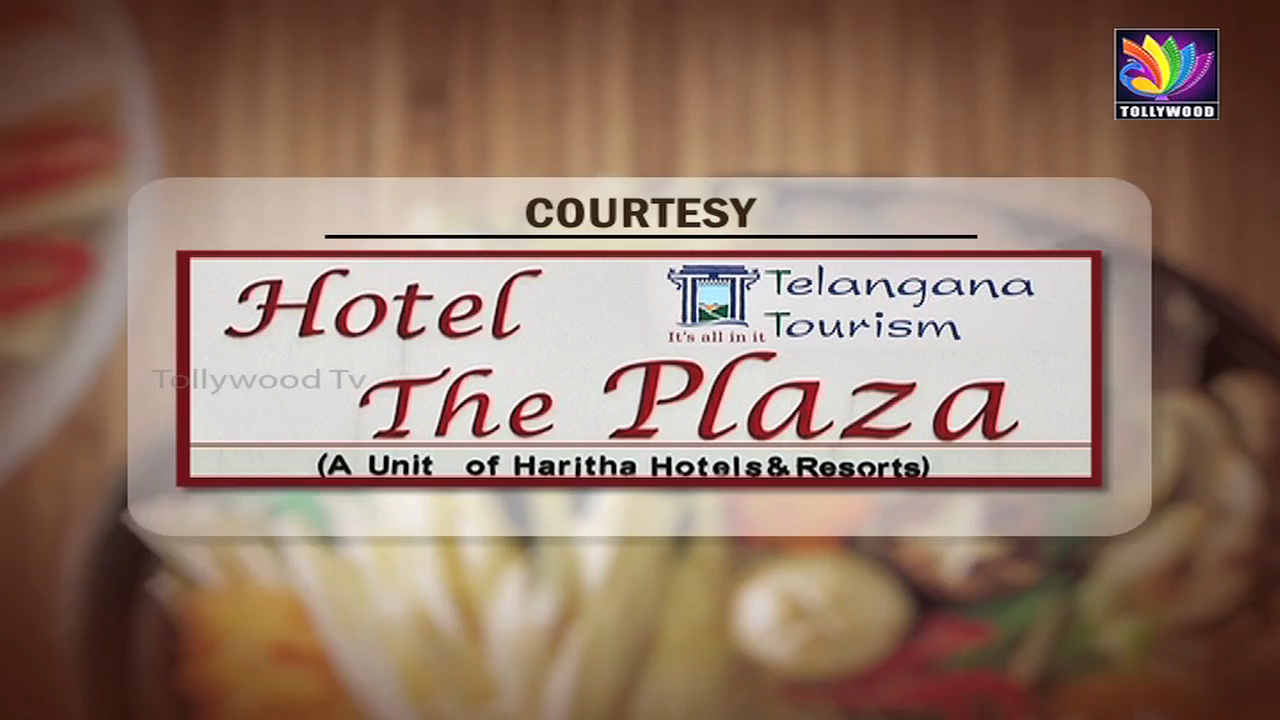 TOLLYWOOD
COURTESY
Hotel
Telangana
Tourism
It's all in it
Tollywood Tv
The Plaza
(A Unit of Haritha Hotels & Resorts)